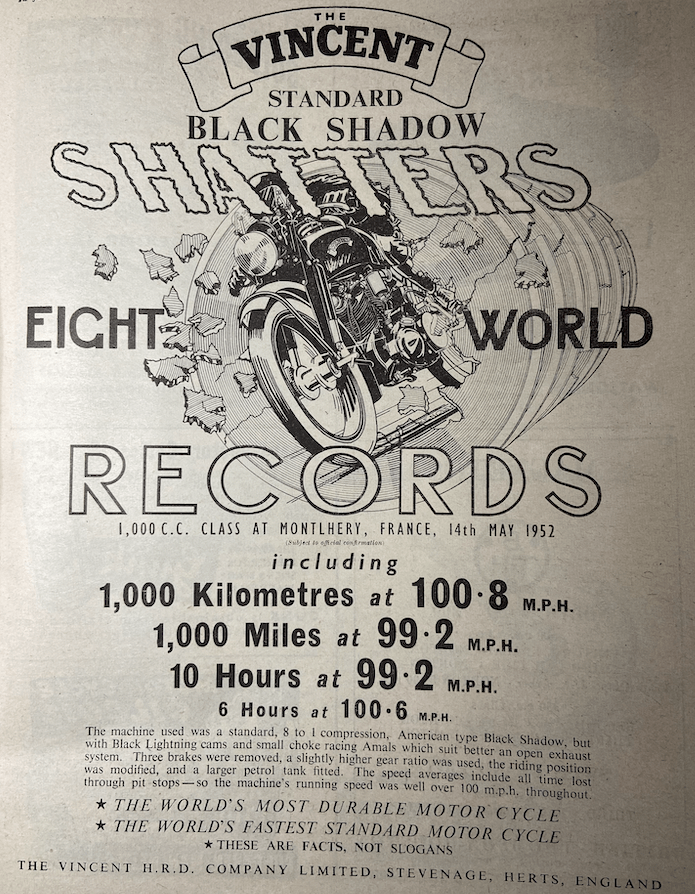 THE
VINCENT
STANDARD
BLACK SHADOW
SHATTERS
EIGHT WORLD
RECORDS
1,000 C.C. CLASS AT MONTLHERY, FRANCE, 14th MAY 1952
(Subject to official confirmation)
including
1,000 Kilometres at 100·8 M.P.H.
1,000 Miles at 99·2 M.P.H.
10 Hours at 99·2 M.P.H.
6 Hours at 100·6 M.P.H.
The machine used was a standard, 8 to 1 compression, American type Black Shadow, but
with Black Lightning cams and small choke racing Amals which suit better an open exhaust
system. Three brakes were removed, a slightly higher gear ratio was used, the riding position
was modified, and a larger petrol tank fitted. The speed averages include all time lost
through pit stops—so the machine's running speed was well over 100 m.p.h. throughout.
★ THE WORLD'S MOST DURABLE MOTOR CYCLE
★ THE WORLD'S FASTEST STANDARD MOTOR CYCLE
★ THESE ARE FACTS, NOT SLOGANS
THE VINCENT H.R.D. COMPANY LIMITED, STEVENAGE, HERTS, ENGLAND